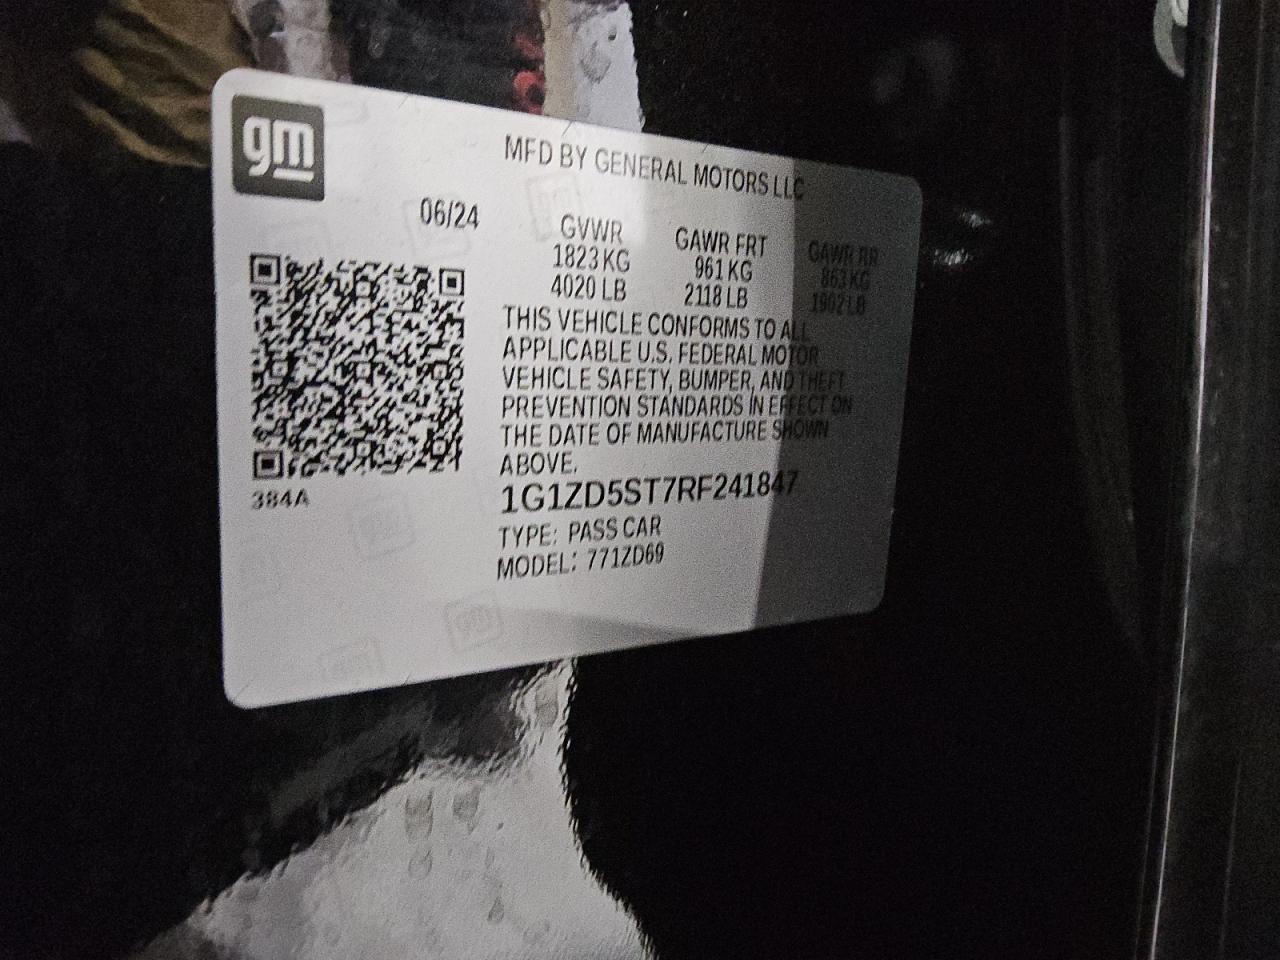 gm
MFD BY GENERAL MOTORS LLC
06/24
GVWR GAWR FRT GAWR RR
1823 KG 961 KG 863 KG
4020 LB 2118 LB 1902 LB
THIS VEHICLE CONFORMS TO ALL
APPLICABLE U.S. FEDERAL MOTOR
VEHICLE SAFETY, BUMPER, AND THEFT
PREVENTION STANDARDS IN EFFECT ON
THE DATE OF MANUFACTURE SHOWN
ABOVE.
384A
1G1ZD5ST7RF241847
TYPE: PASS CAR
MODEL: 771ZD69